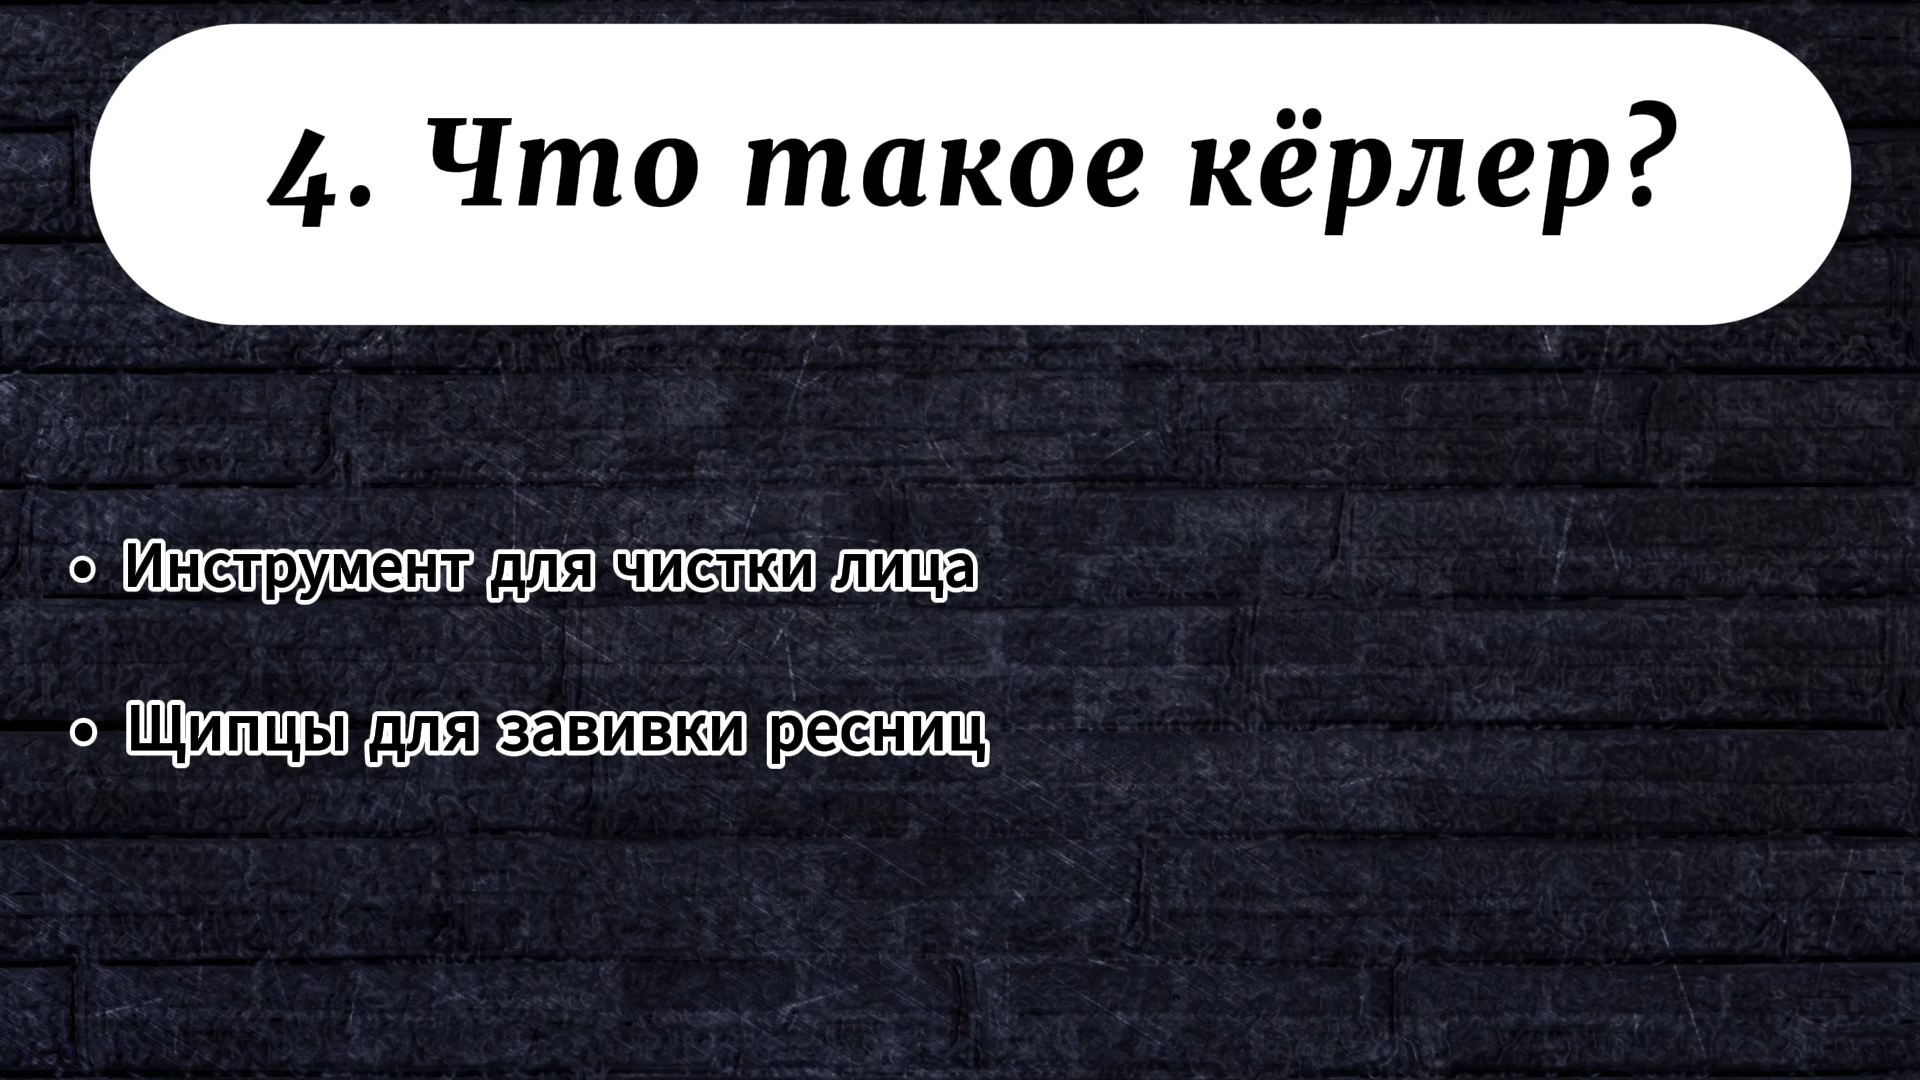 4. Что такое кёрлер?
• Инструмент для чистки лица
• Щипцы для завивки ресниц